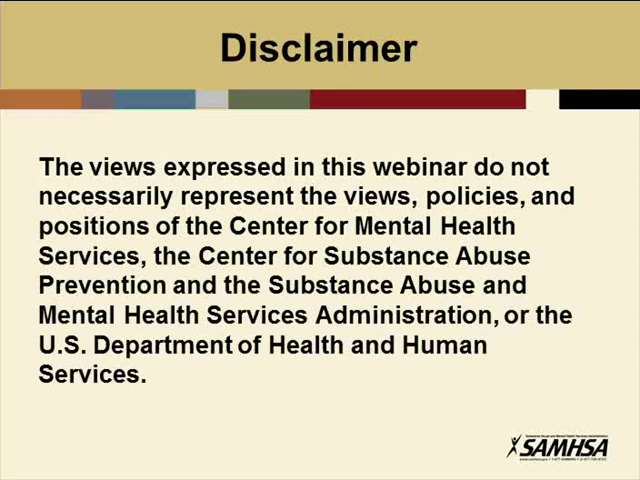 Disclaimer
The views expressed in this webinar do not
necessarily represent the views, policies, and
positions of the Center for Mental Health
Services, the Center for Substance Abuse
Prevention and the Substance Abuse and
Mental Health Services Administration, or the
U.S. Department of Health and Human
Services.
SAMHSA